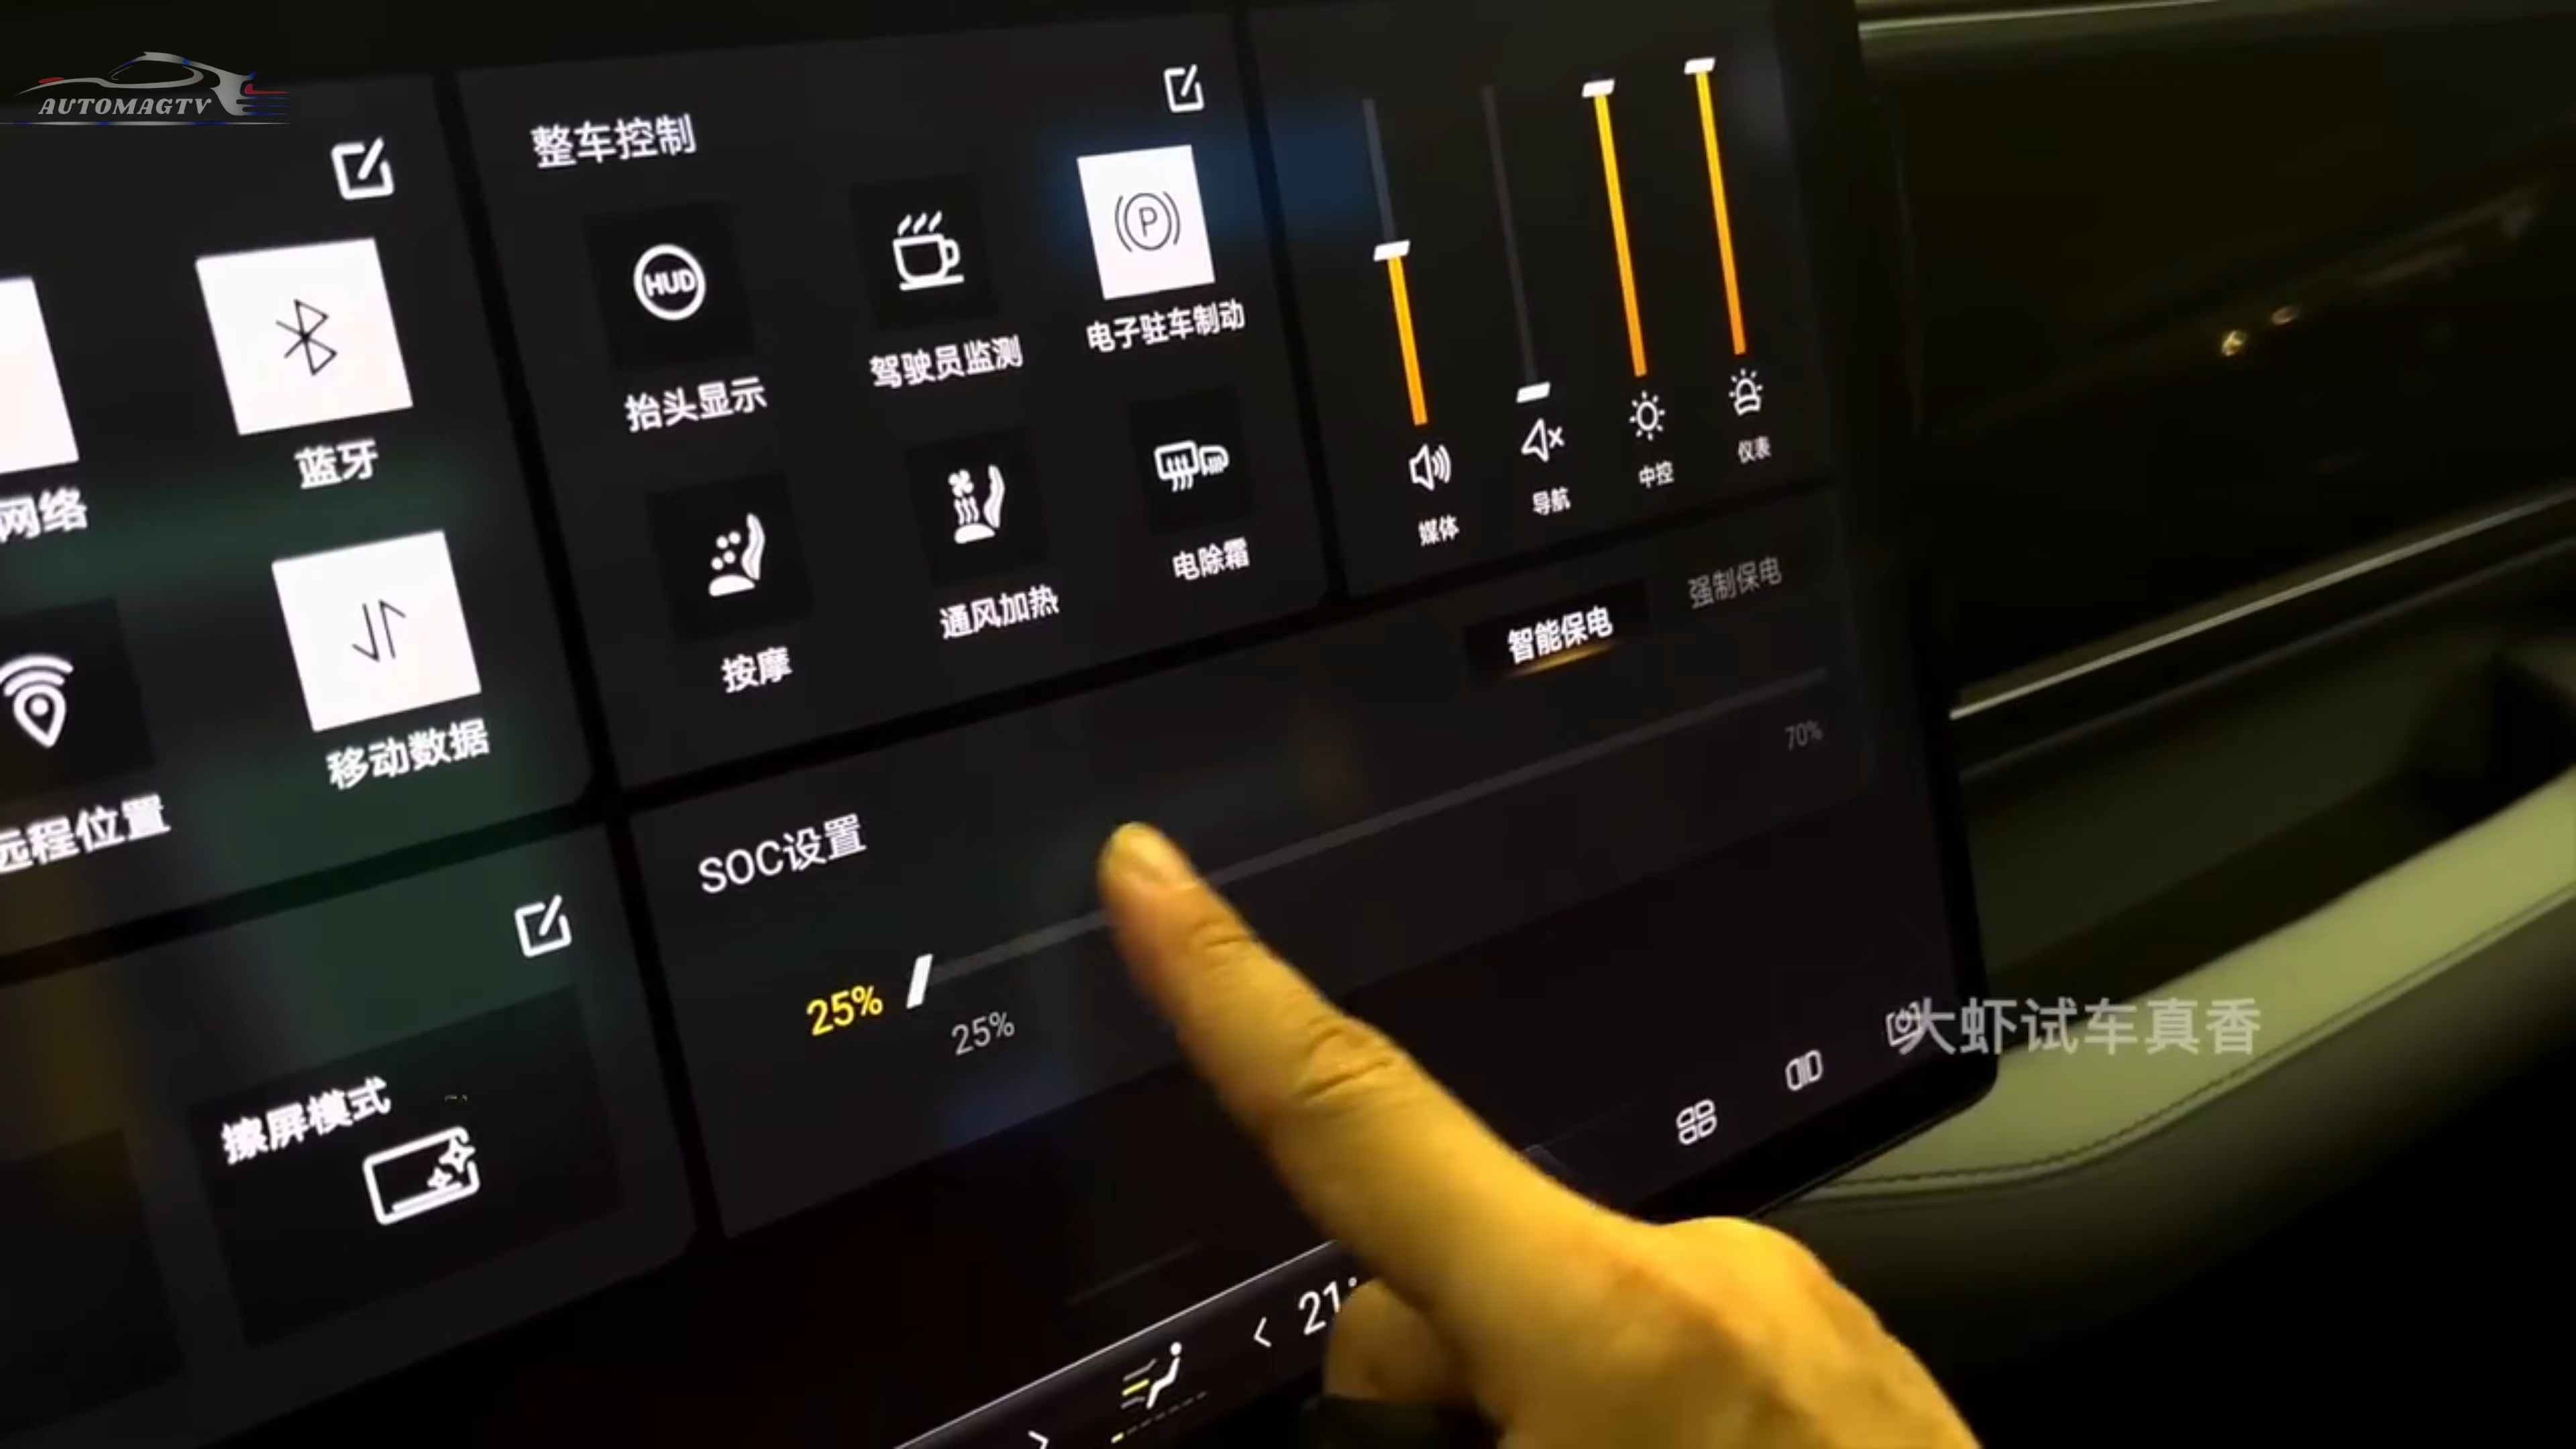 AUTOMAGTV
整车控制
HUD
P
抬头显示
驾驶员监测
电子驻车制动
网络
蓝牙
按摩
通风加热
电除霜
媒体
导航
中控
仪表
远程位置
移动数据
智能保电
强制保电
SOC设置
70%
25%
25%
擦屏模式
大虾试车真香
21